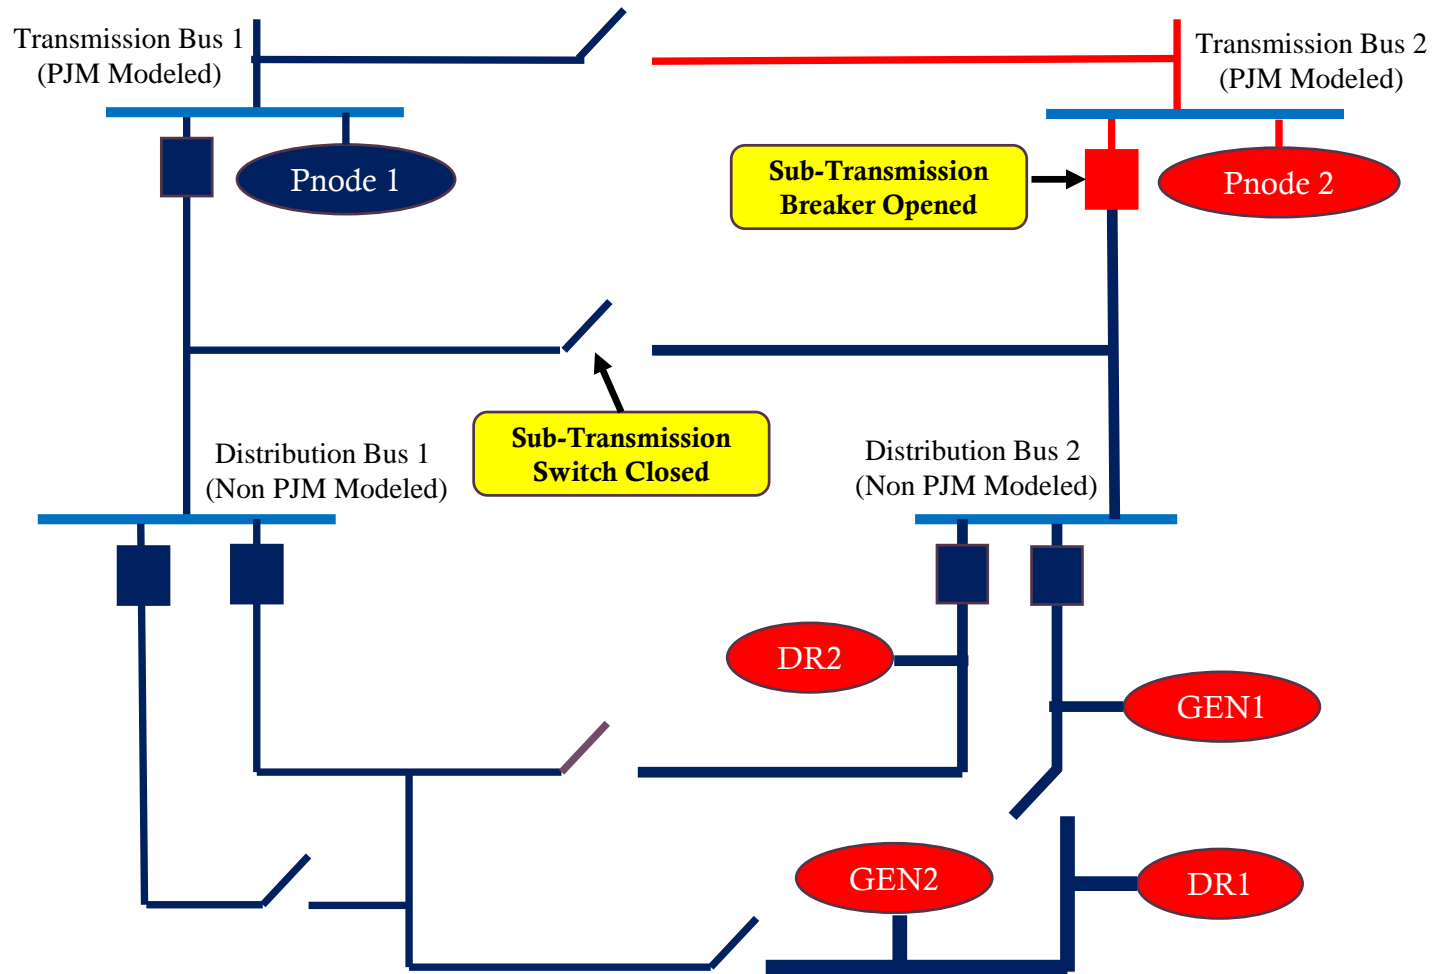 Transmission Bus 1
(PJM Modeled)
Transmission Bus 2
(PJM Modeled)
Pnode 1
Sub-Transmission
Breaker Opened
Pnode 2
Sub-Transmission
Switch Closed
Distribution Bus 1
(Non PJM Modeled)
Distribution Bus 2
(Non PJM Modeled)
DR2
GEN1
GEN2
DR1